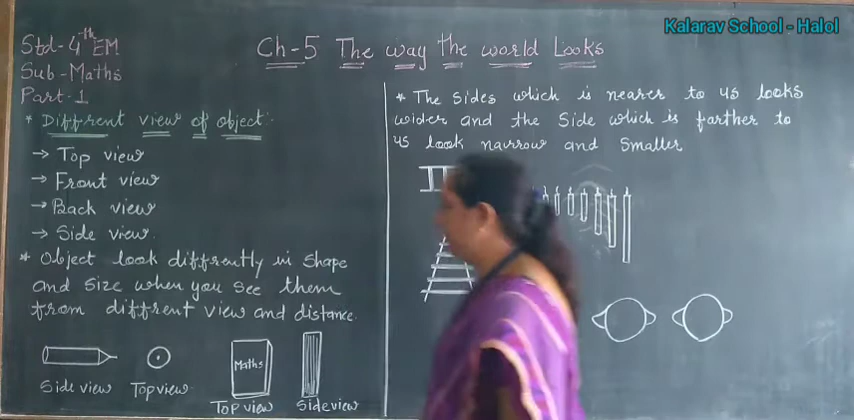 Kalarav School - Halol
Std-4th EM
Sub-Maths
Part-1
Ch-5 The way the world Looks
* Diffrent view of object:-
→ Top view
→ Front view
→ Back view
→ Side view.
* Object look diffrently in shape
and size when you see them
from diffrent view and distance.
Side view
Top view
Maths
Top view
Side view
* The sides which is nearer to us looks
wider and the side which is farther to
us look narrow and smaller